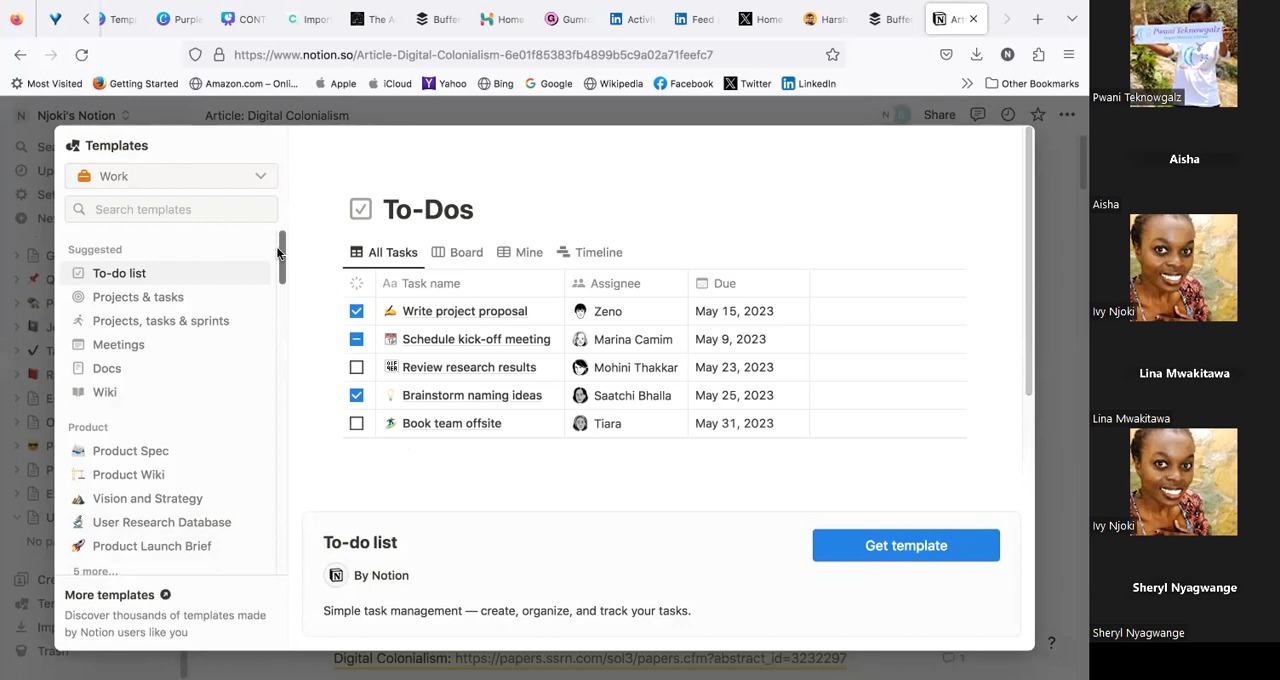 Templ
Purple
CONT
Impor
The A
Buffer
Home
Gumr
Activi
Feed
Home
Harsh
Buffe
Art
https://www.notion.so/Article-Digital-Colonialism-6e01f85383fb4899b5c9a02a71feefc7
Most Visited
Getting Started
Amazon.com – Onli...
Apple
iCloud
Yahoo
Bing
Google
Wikipedia
Facebook
Twitter
LinkedIn
Other Bookmarks
N Njoki's Notion
Article: Digital Colonialism
Share
Templates
Work
Search templates
Suggested
To-do list
Projects & tasks
Projects, tasks & sprints
Meetings
Docs
Wiki
Product
Product Spec
Product Wiki
Vision and Strategy
User Research Database
Product Launch Brief
5 more...
More templates
Discover thousands of templates made
by Notion users like you
To-Dos
All Tasks Board Mine Timeline
Aa Task name Assignee Due
Write project proposal Zeno May 15, 2023
Schedule kick-off meeting Marina Camim May 9, 2023
Review research results Mohini Thakkar May 23, 2023
Brainstorm naming ideas Saatchi Bhalla May 25, 2023
Book team offsite Tiara May 31, 2023
To-do list
By Notion
Simple task management — create, organize, and track your tasks.
Get template
Trash
Digital Colonialism: https://papers.ssrn.com/sol3/papers.cfm?abstract_id=3232297
1
?
Pwani Teknowgalz
Pwani Teknowgalz
Aisha
Aisha
Ivy Njoki
Lina Mwakitawa
Lina Mwakitawa
Ivy Njoki
Sheryl Nyagwange
Sheryl Nyagwange